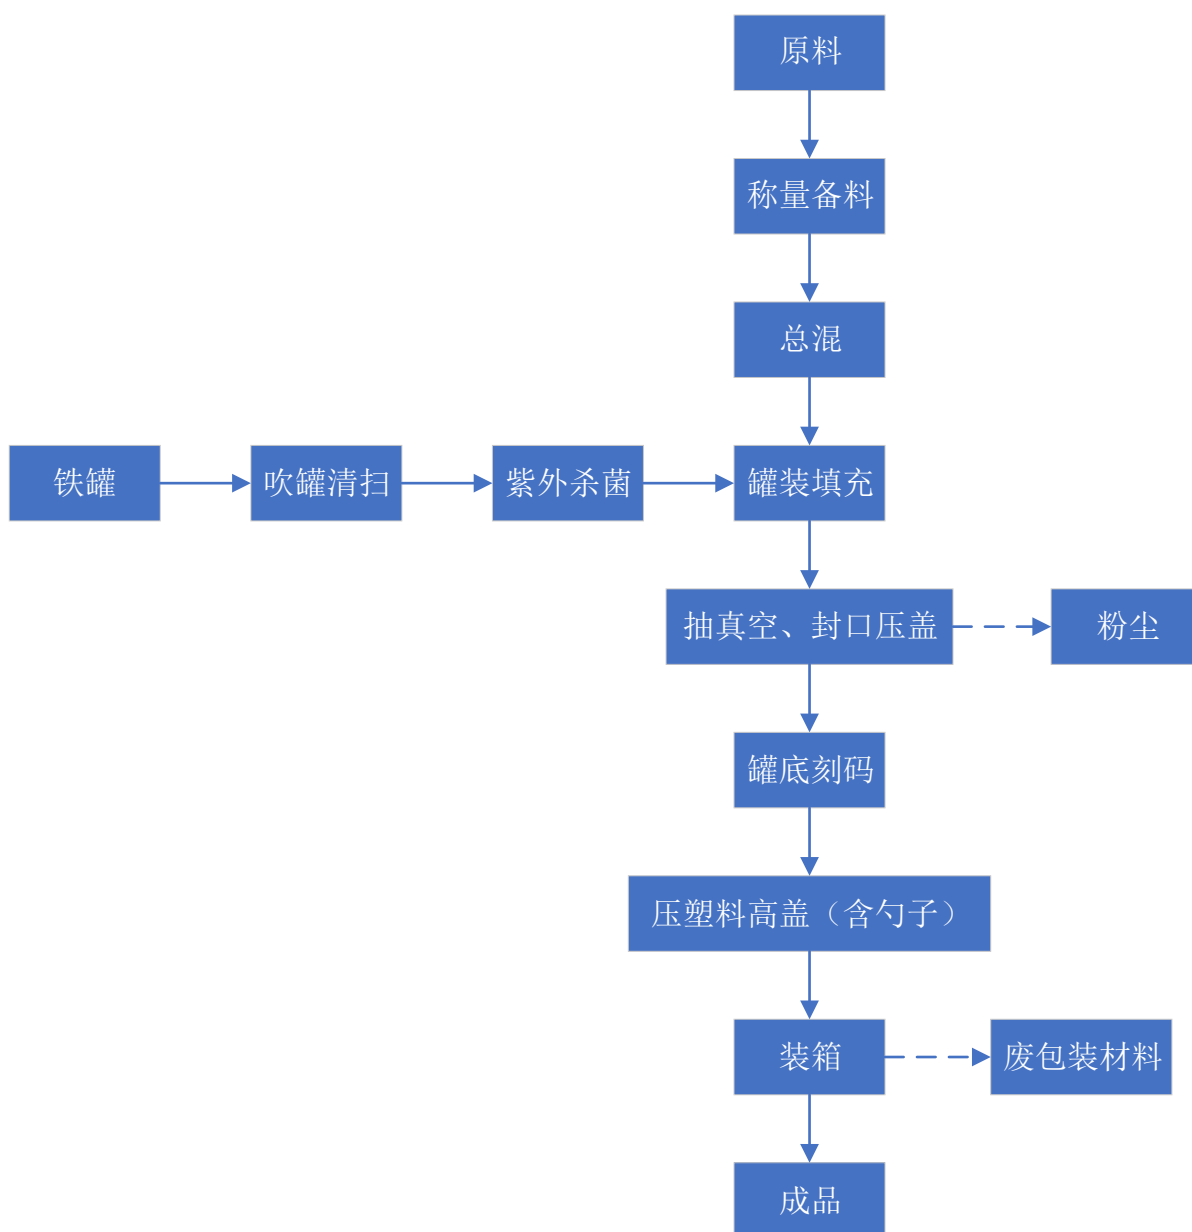 原料
称量备料
总混
铁罐
吹罐清扫
紫外杀菌
罐装填充
抽真空、封口压盖
粉尘
罐底刻码
压塑料高盖（含勺子）
装箱
废包装材料
成品